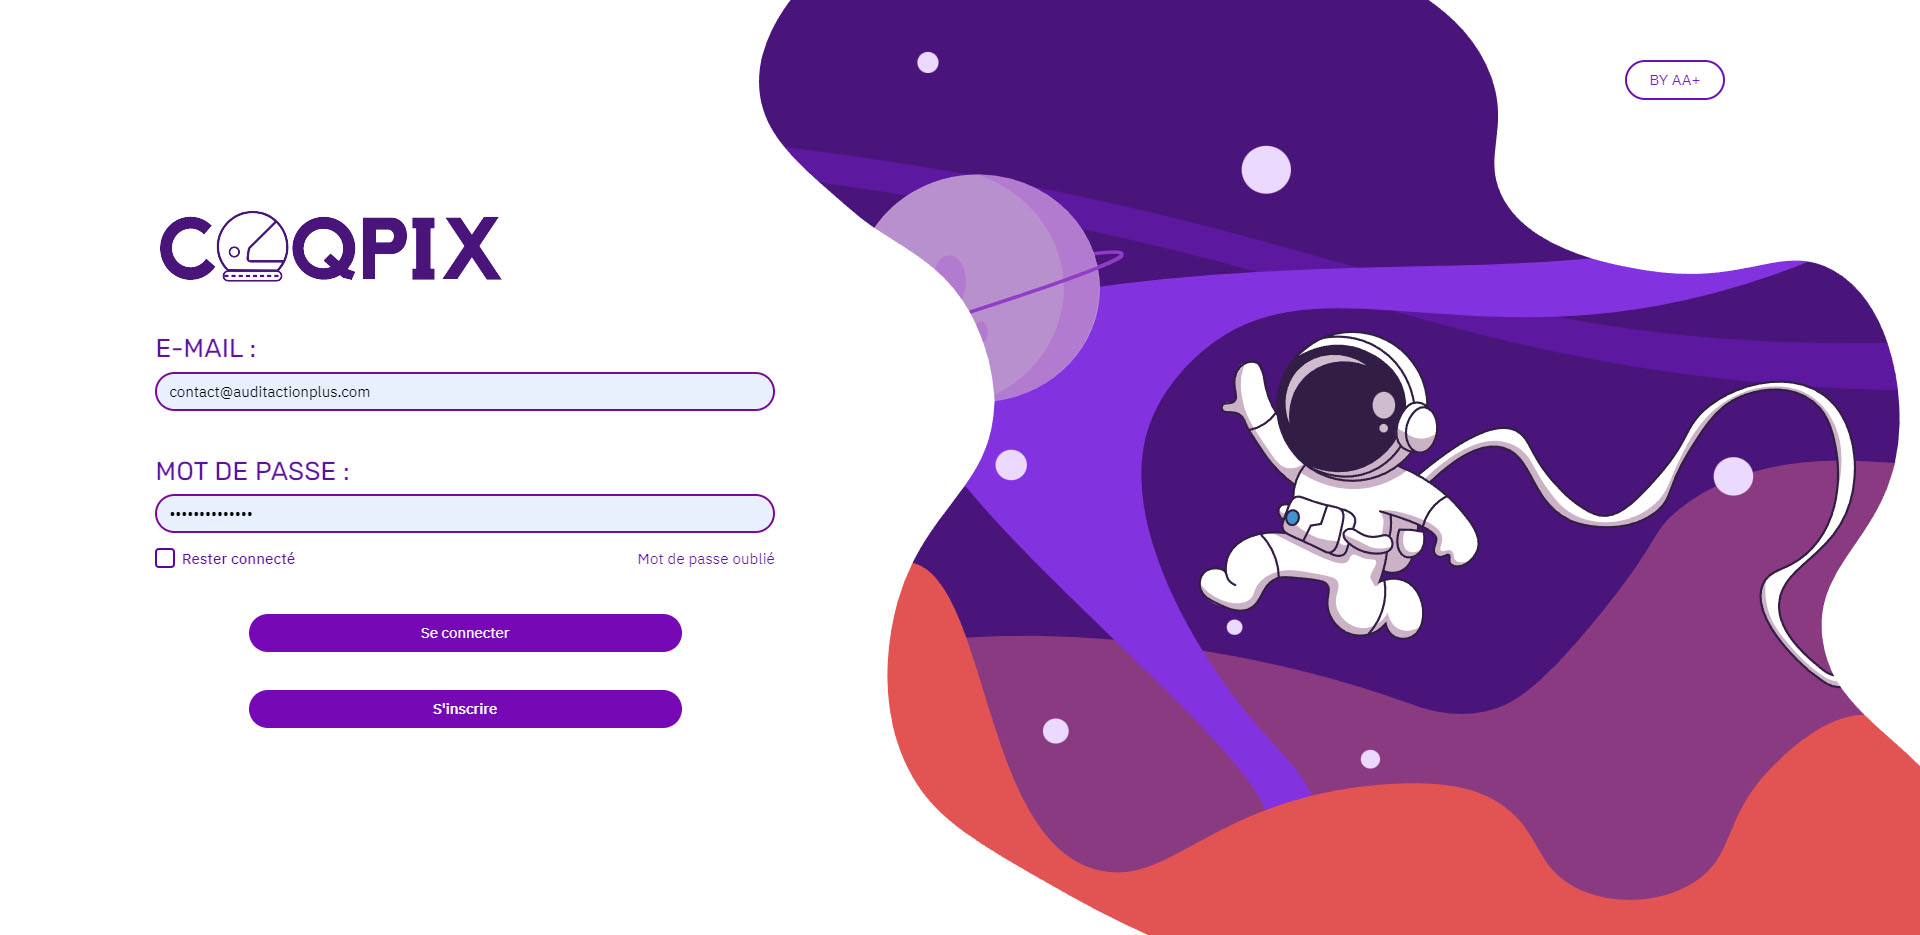 BY AA+
COQPIX
E-MAIL :
contact@auditactionplus.com
MOT DE PASSE :
••••••••••••••
Rester connecté
Mot de passe oublié
Se connecter
S'inscrire